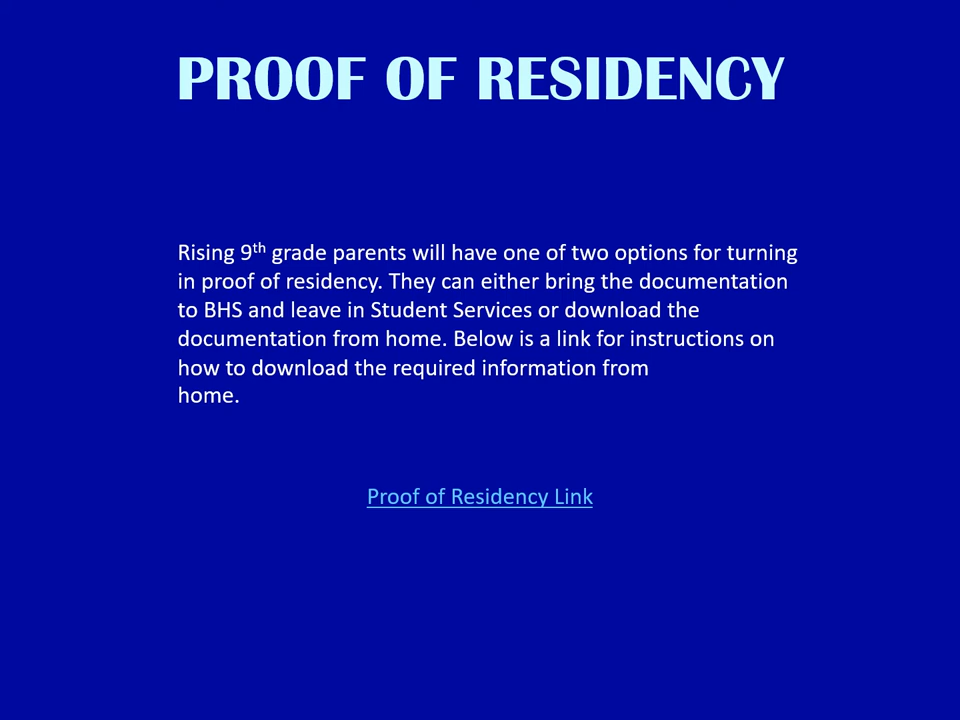 PROOF OF RESIDENCY
Rising 9th grade parents will have one of two options for turning
in proof of residency. They can either bring the documentation
to BHS and leave in Student Services or download the
documentation from home. Below is a link for instructions on
how to download the required information from
home.
Proof of Residency Link